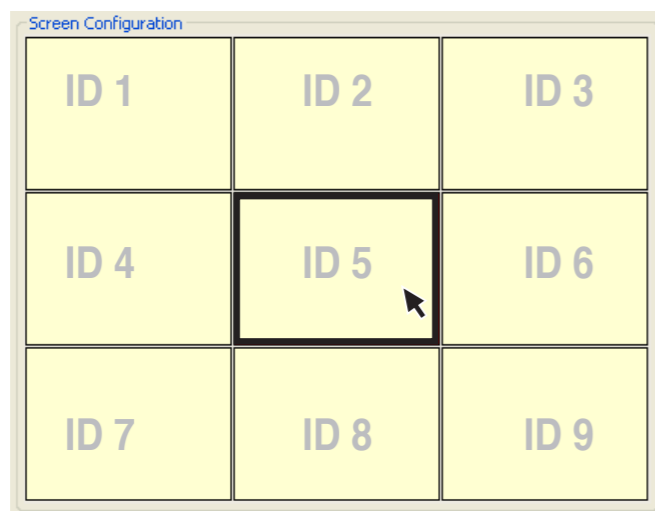 Screen Configuration
ID 1 ID 2 ID 3
ID 4 ID 5 ID 6
ID 7 ID 8 ID 9